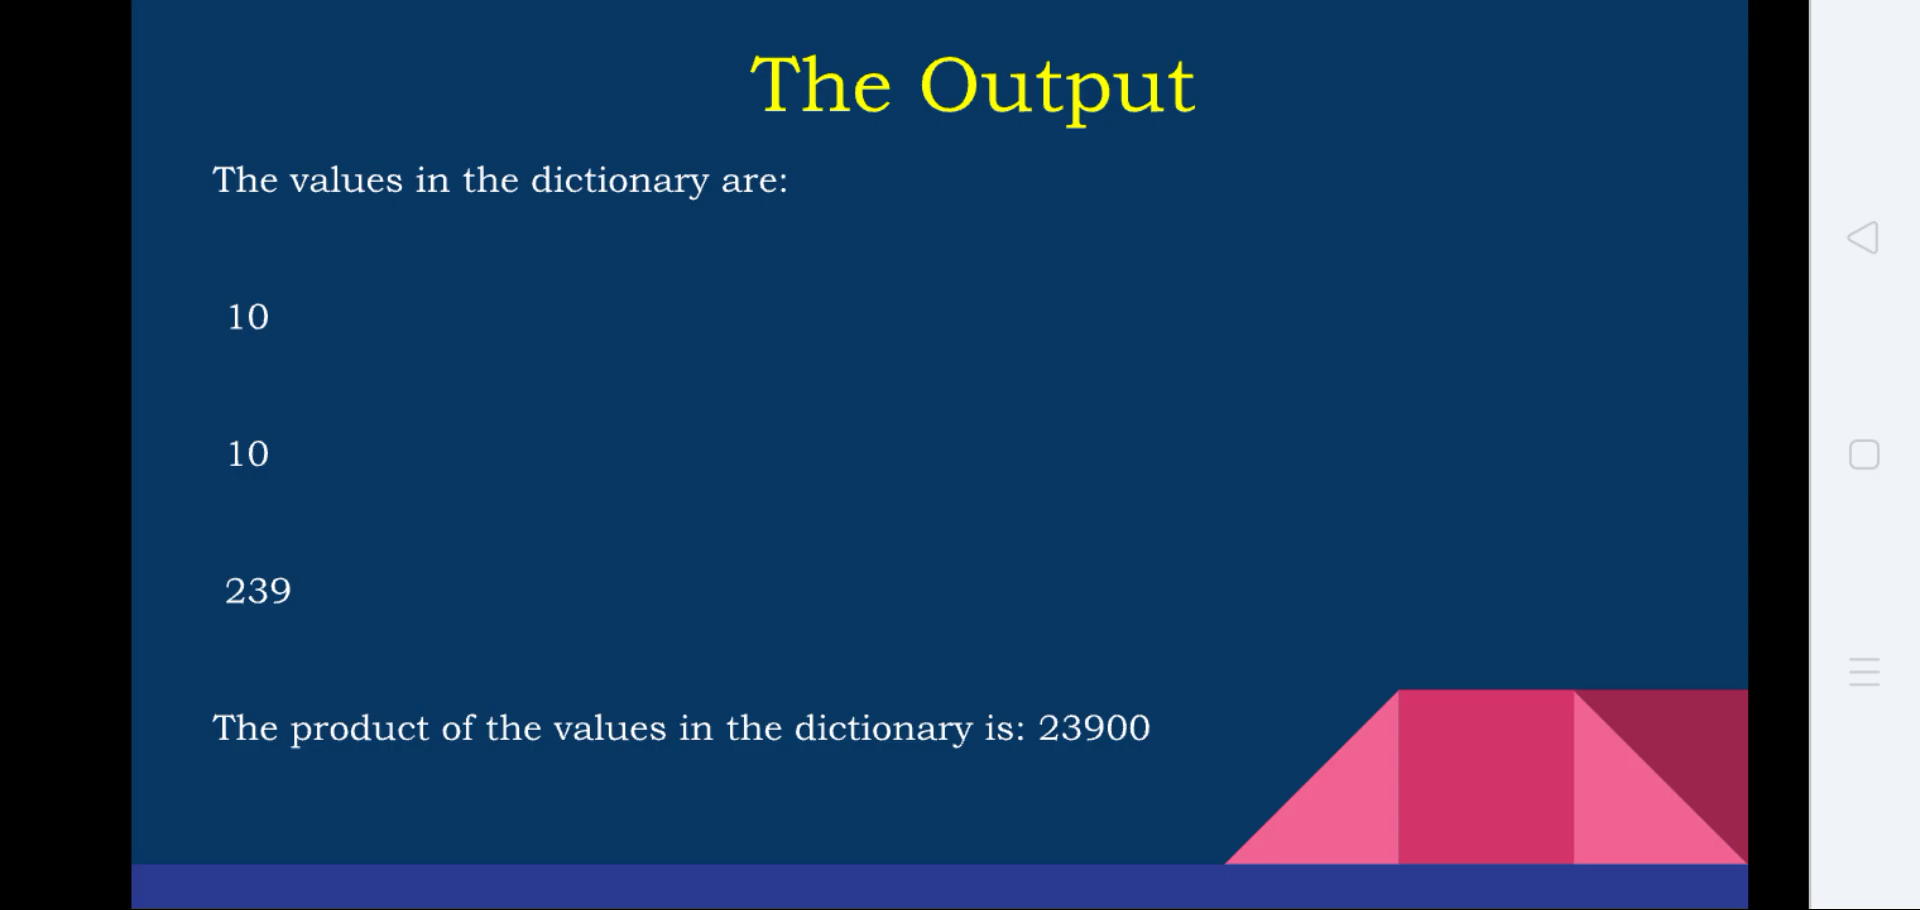 The Output
The values in the dictionary are:
10
10
239
The product of the values in the dictionary is: 23900